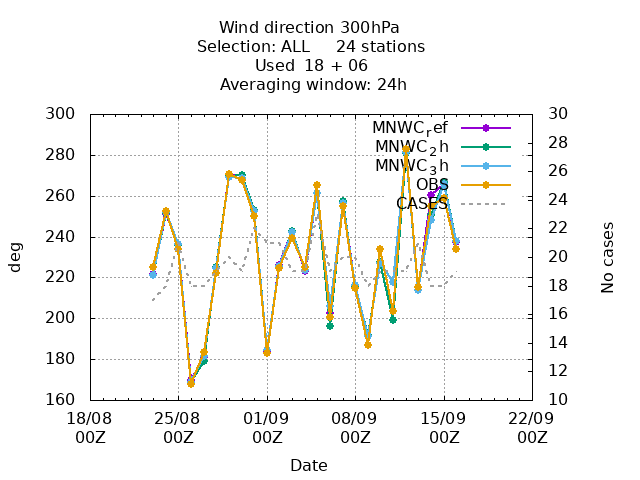 Wind direction 300hPa
Selection: ALL 24 stations
Used 18 + 06
Averaging window: 24h
300
280
260
240
220
200
180
160
deg
30
28
26
24
22
20
18
16
14
12
10
No cases
MNWC_ref
MNWC_2h
MNWC_3h
OBS
CASES
18/08 25/08 01/09 08/09 15/09 22/09
00Z 00Z 00Z 00Z 00Z 00Z
Date